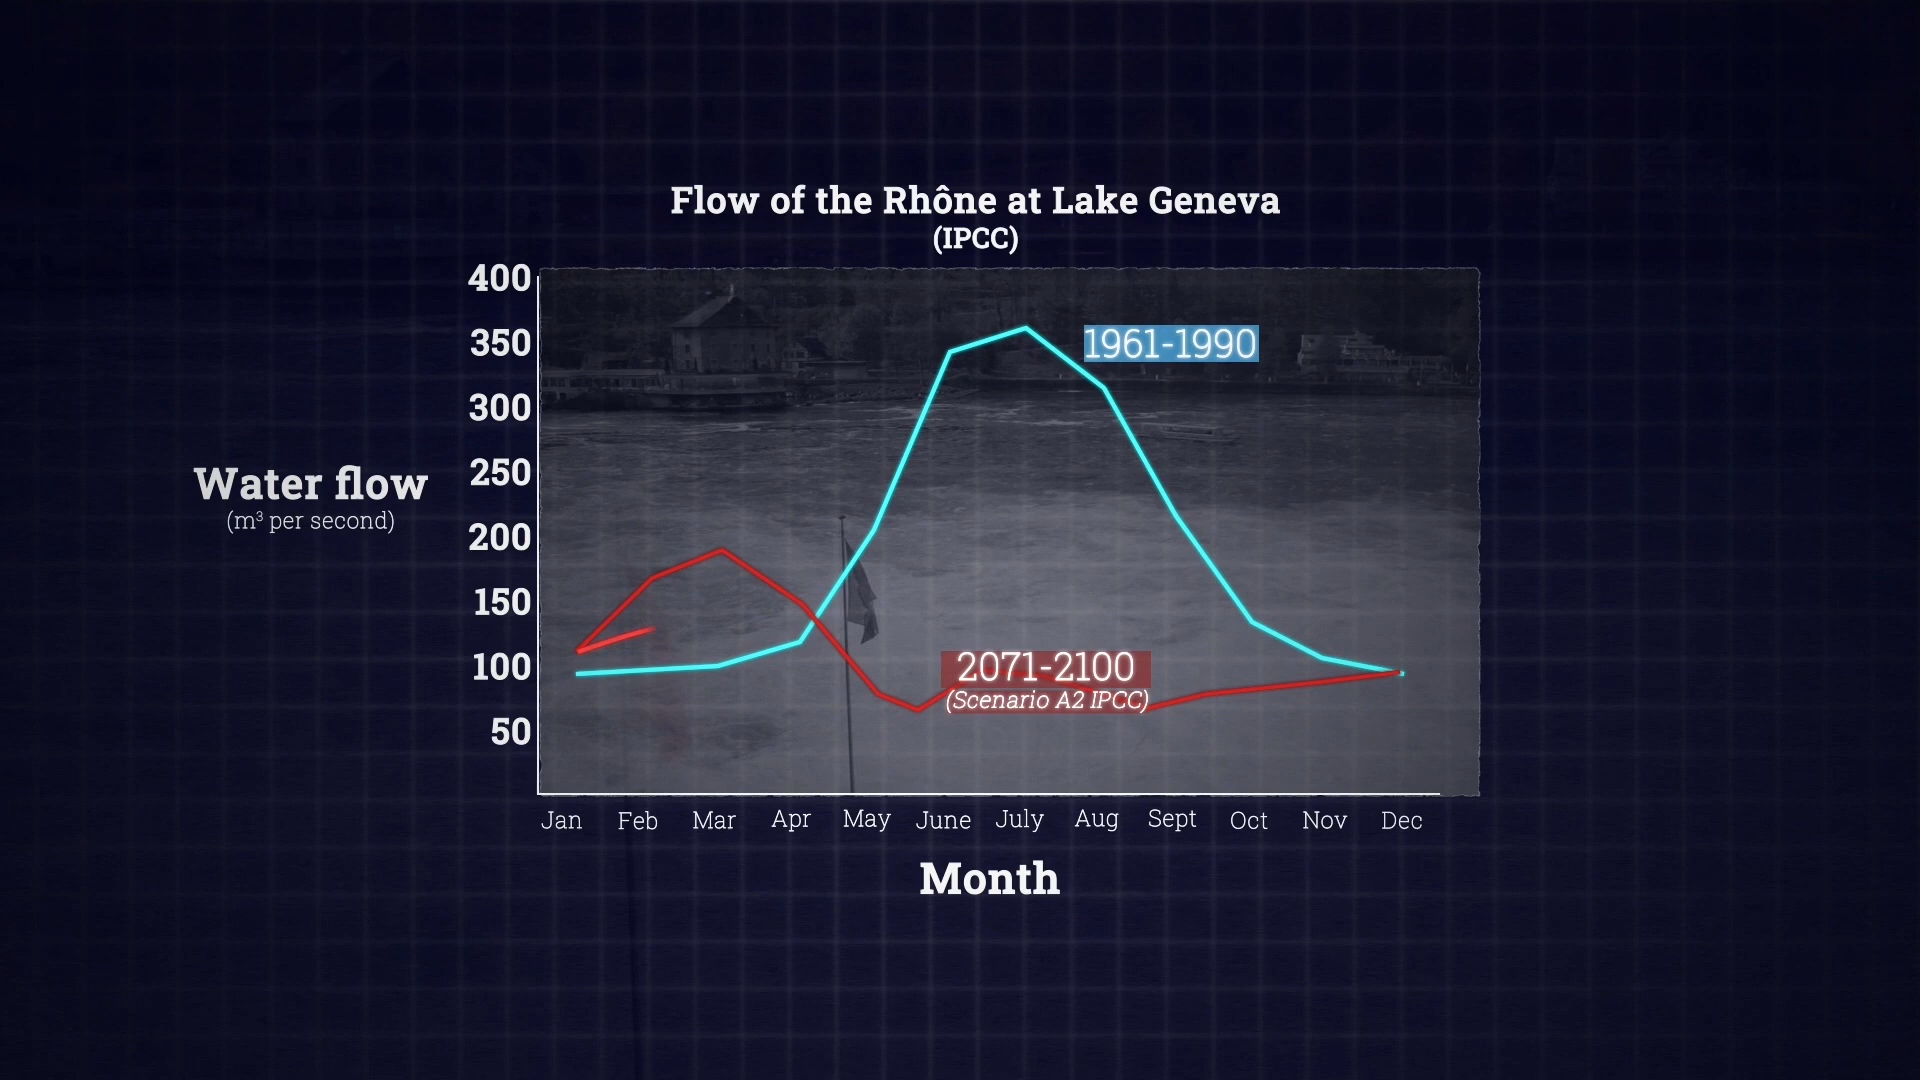 Flow of the Rhône at Lake Geneva
(IPCC)
400
350
300
250
200
150
100
50
Water flow
(m³ per second)
1961-1990
2071-2100
(Scenario A2 IPCC)
Jan Feb Mar Apr May June July Aug Sept Oct Nov Dec
Month